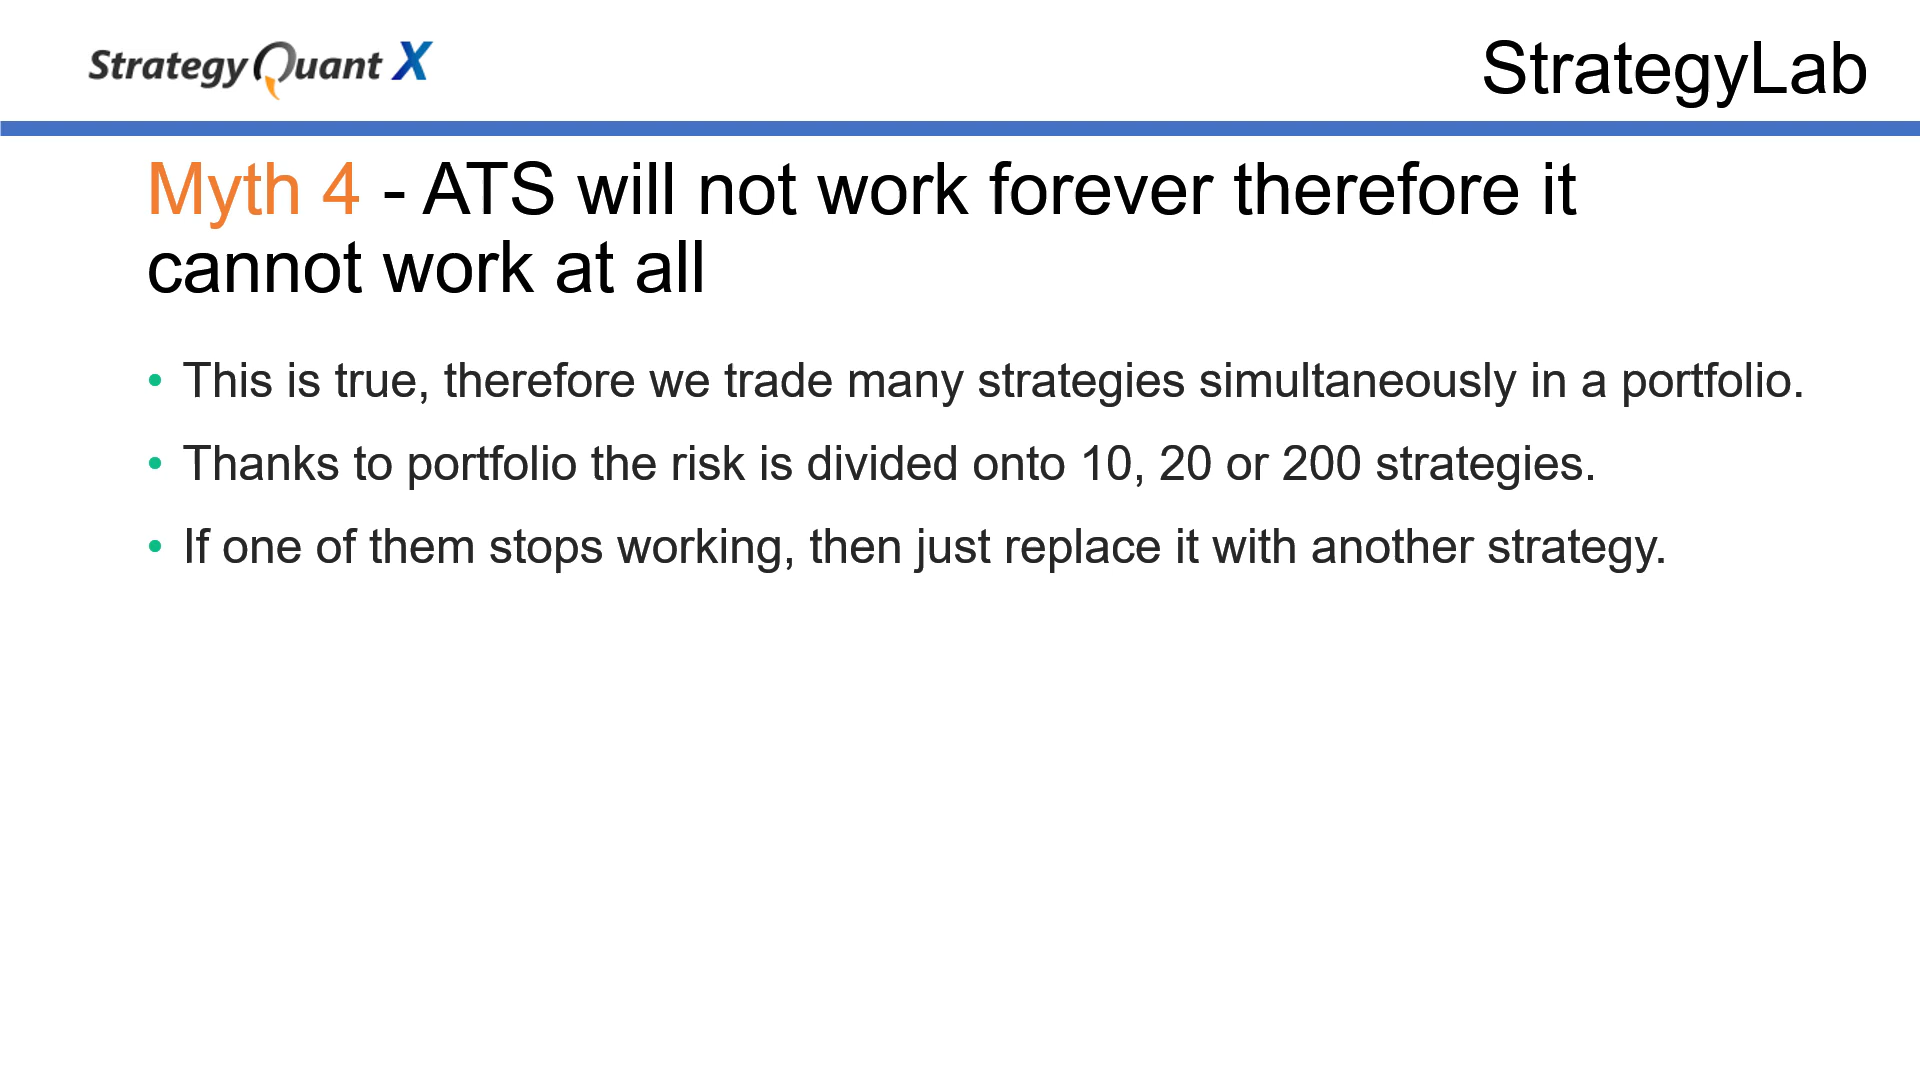 StrategyQuant X
StrategyLab
Myth 4 - ATS will not work forever therefore it
cannot work at all
• This is true, therefore we trade many strategies simultaneously in a portfolio.
• Thanks to portfolio the risk is divided onto 10, 20 or 200 strategies.
• If one of them stops working, then just replace it with another strategy.